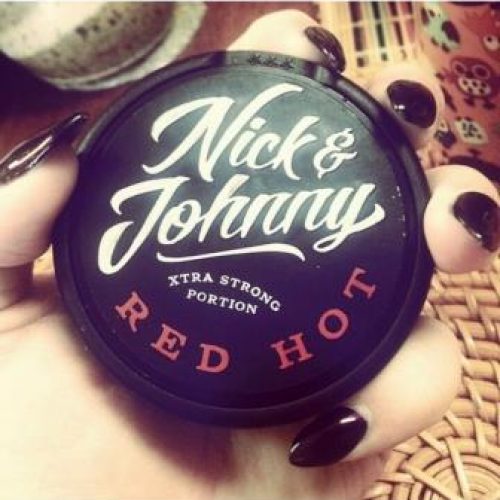 Nick &
Johnny
XTRA STRONG
PORTION
RED HOT